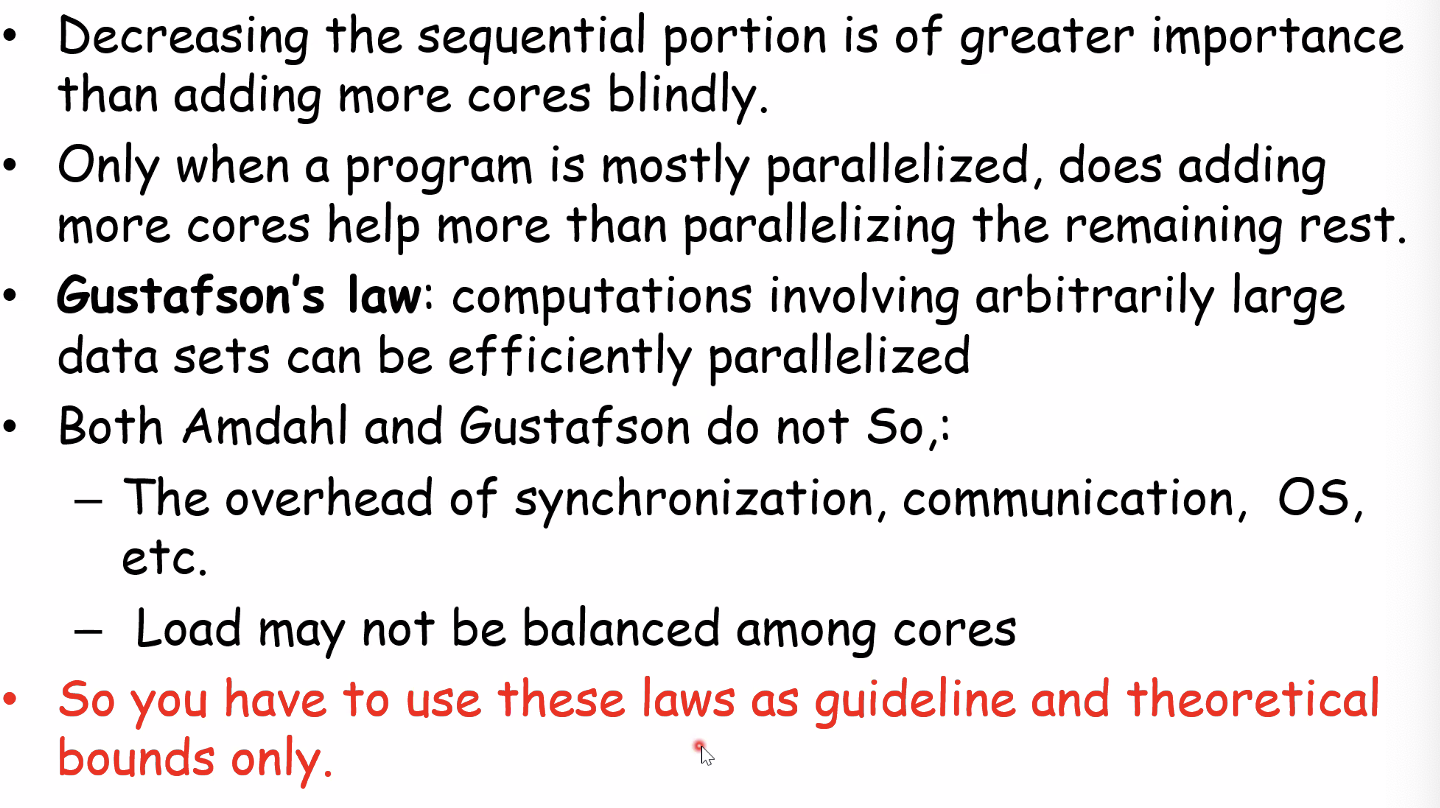 • Decreasing the sequential portion is of greater importance
than adding more cores blindly.
• Only when a program is mostly parallelized, does adding
more cores help more than parallelizing the remaining rest.
• Gustafson's law: computations involving arbitrarily large
data sets can be efficiently parallelized
• Both Amdahl and Gustafson do not So,:
– The overhead of synchronization, communication, OS,
etc.
– Load may not be balanced among cores
• So you have to use these laws as guideline and theoretical
bounds only.